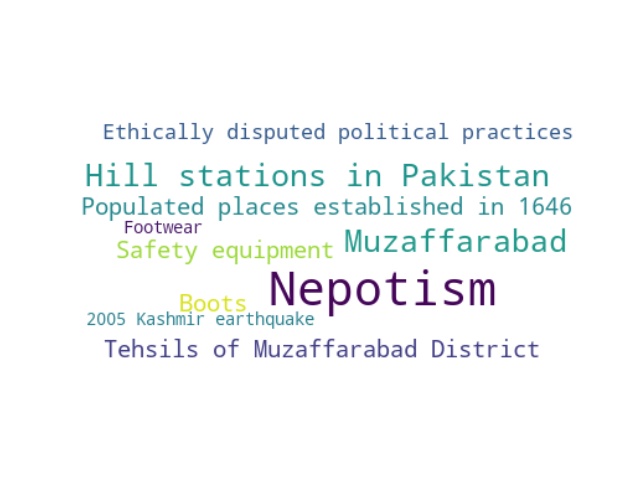 Ethically disputed political practices
Hill stations in Pakistan
Populated places established in 1646
Footwear
Safety equipment
Muzaffarabad
Nepotism
Boots
2005 Kashmir earthquake
Tehsils of Muzaffarabad District